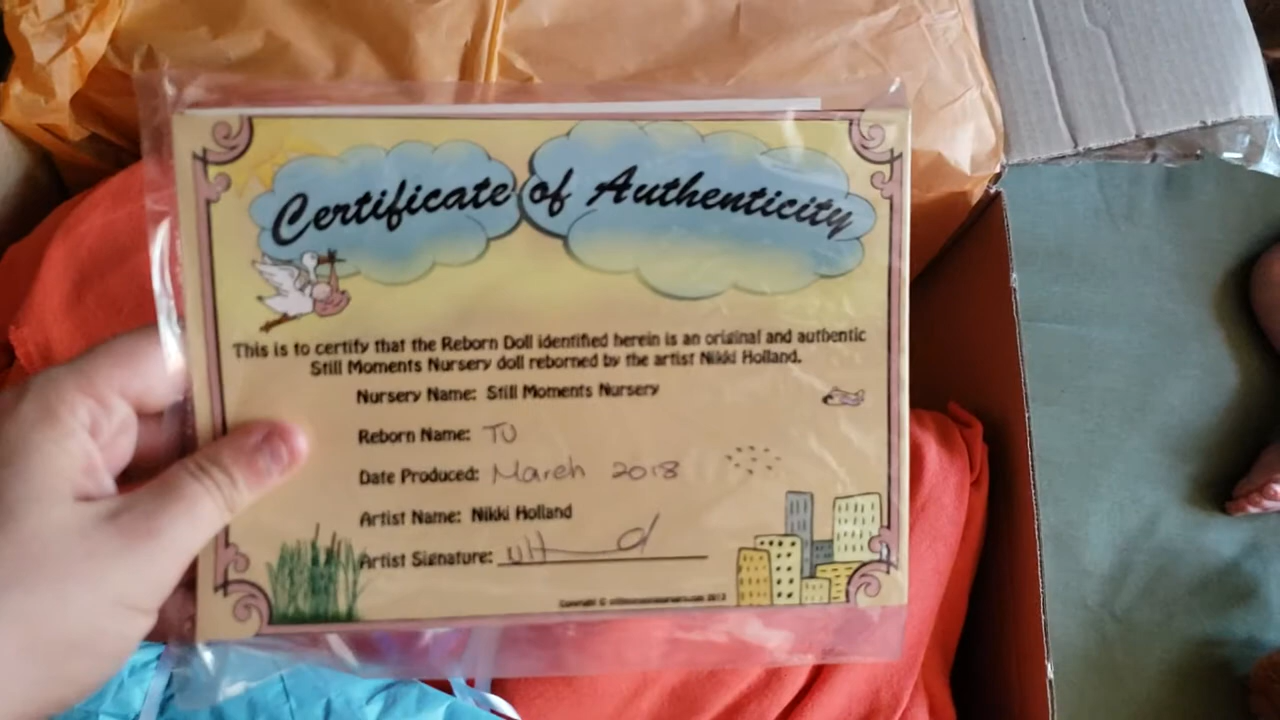 Certificate of Authenticity
This is to certify that the Reborn Doll identified herein is an original and authentic
Still Moments Nursery doll reborned by the artist Nikki Holland.
Nursery Name: Still Moments Nursery
Reborn Name: TJ
Date Produced: March 2018
Artist Name: Nikki Holland
Artist Signature:
Copyright ©